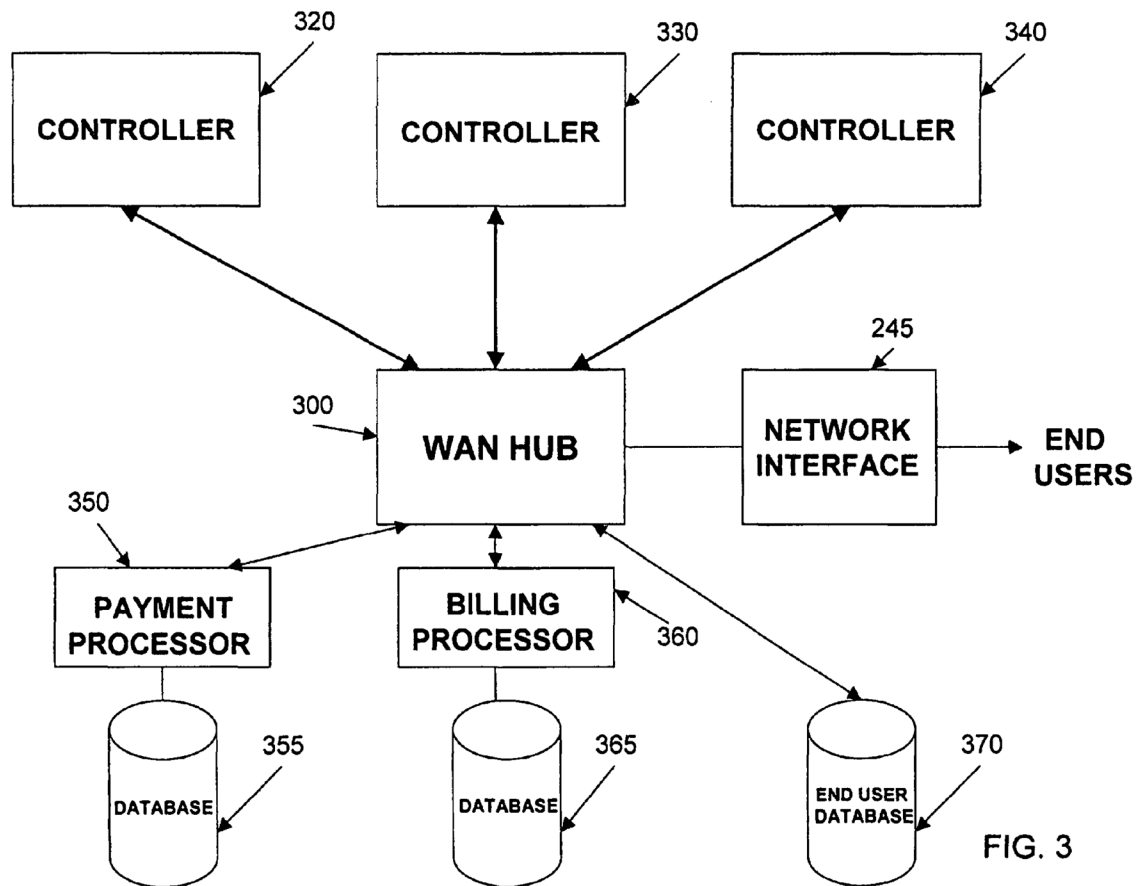 320
330
340
CONTROLLER
CONTROLLER
CONTROLLER
245
300
WAN HUB
NETWORK
INTERFACE
END
USERS
350
PAYMENT
PROCESSOR
BILLING
PROCESSOR
360
355
365
370
DATABASE
DATABASE
END USER
DATABASE
FIG. 3